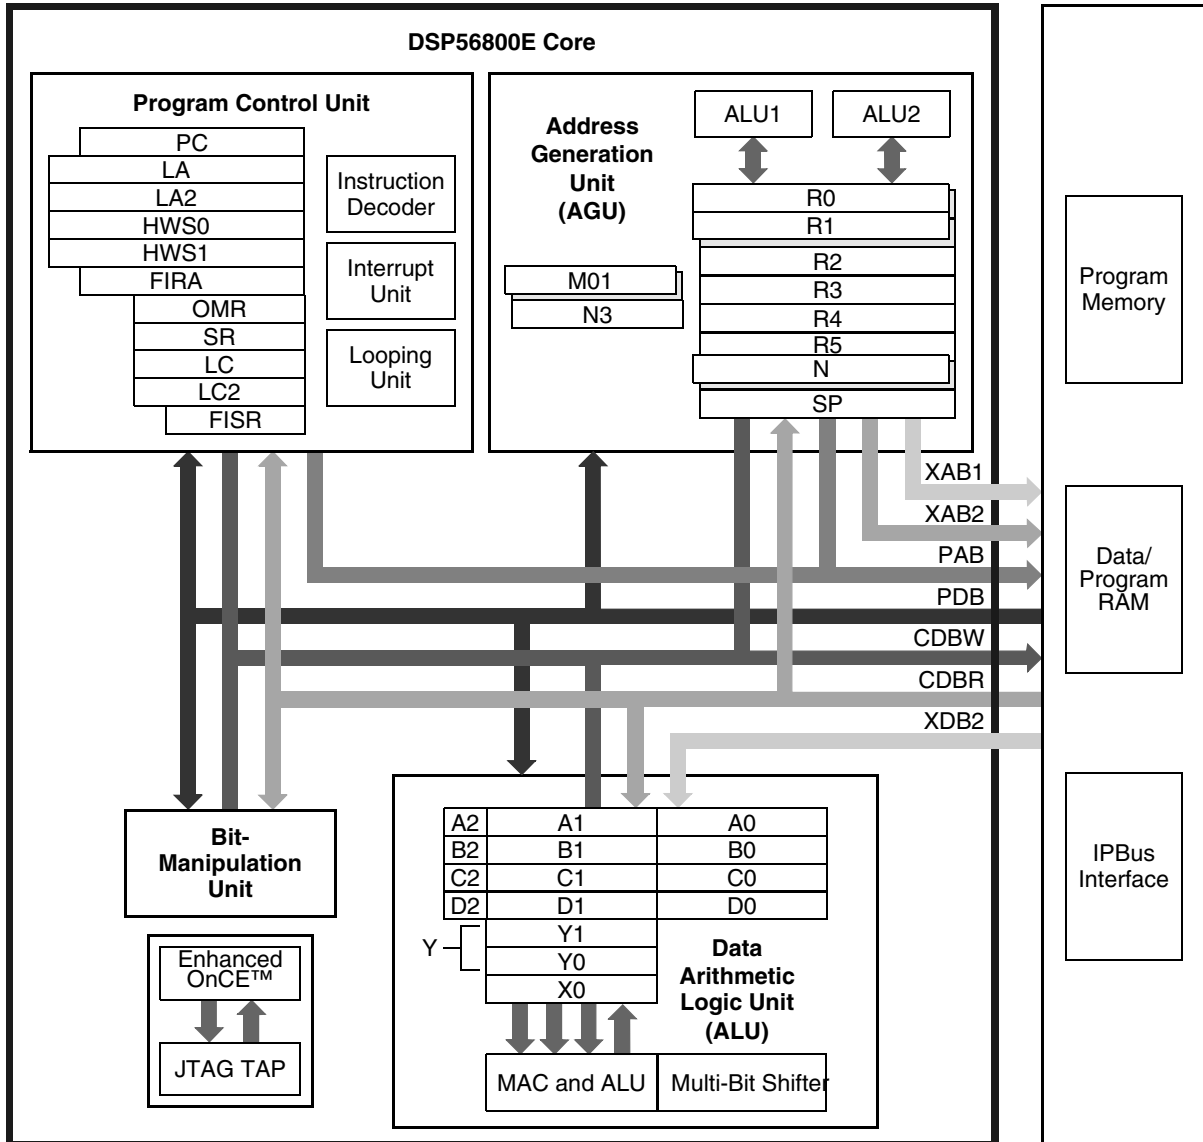 DSP56800E Core
Program Control Unit
PC
LA
LA2
HWS0
HWS1
FIRA
OMR
SR
LC
LC2
FISR
Instruction
Decoder
Interrupt
Unit
Looping
Unit
Address
Generation
Unit
(AGU)
ALU1
ALU2
R0
R1
R2
R3
R4
R5
N
SP
M01
N3
XAB1
XAB2
PAB
PDB
CDBW
CDBR
XDB2
Program
Memory
Data/
Program
RAM
IPBus
Interface
Bit-
Manipulation
Unit
Enhanced
OnCE™
JTAG TAP
A2 A1 A0
B2 B1 B0
C2 C1 C0
D2 D1 D0
Y
Y1
Y0
X0
Data
Arithmetic
Logic Unit
(ALU)
MAC and ALU
Multi-Bit Shifter